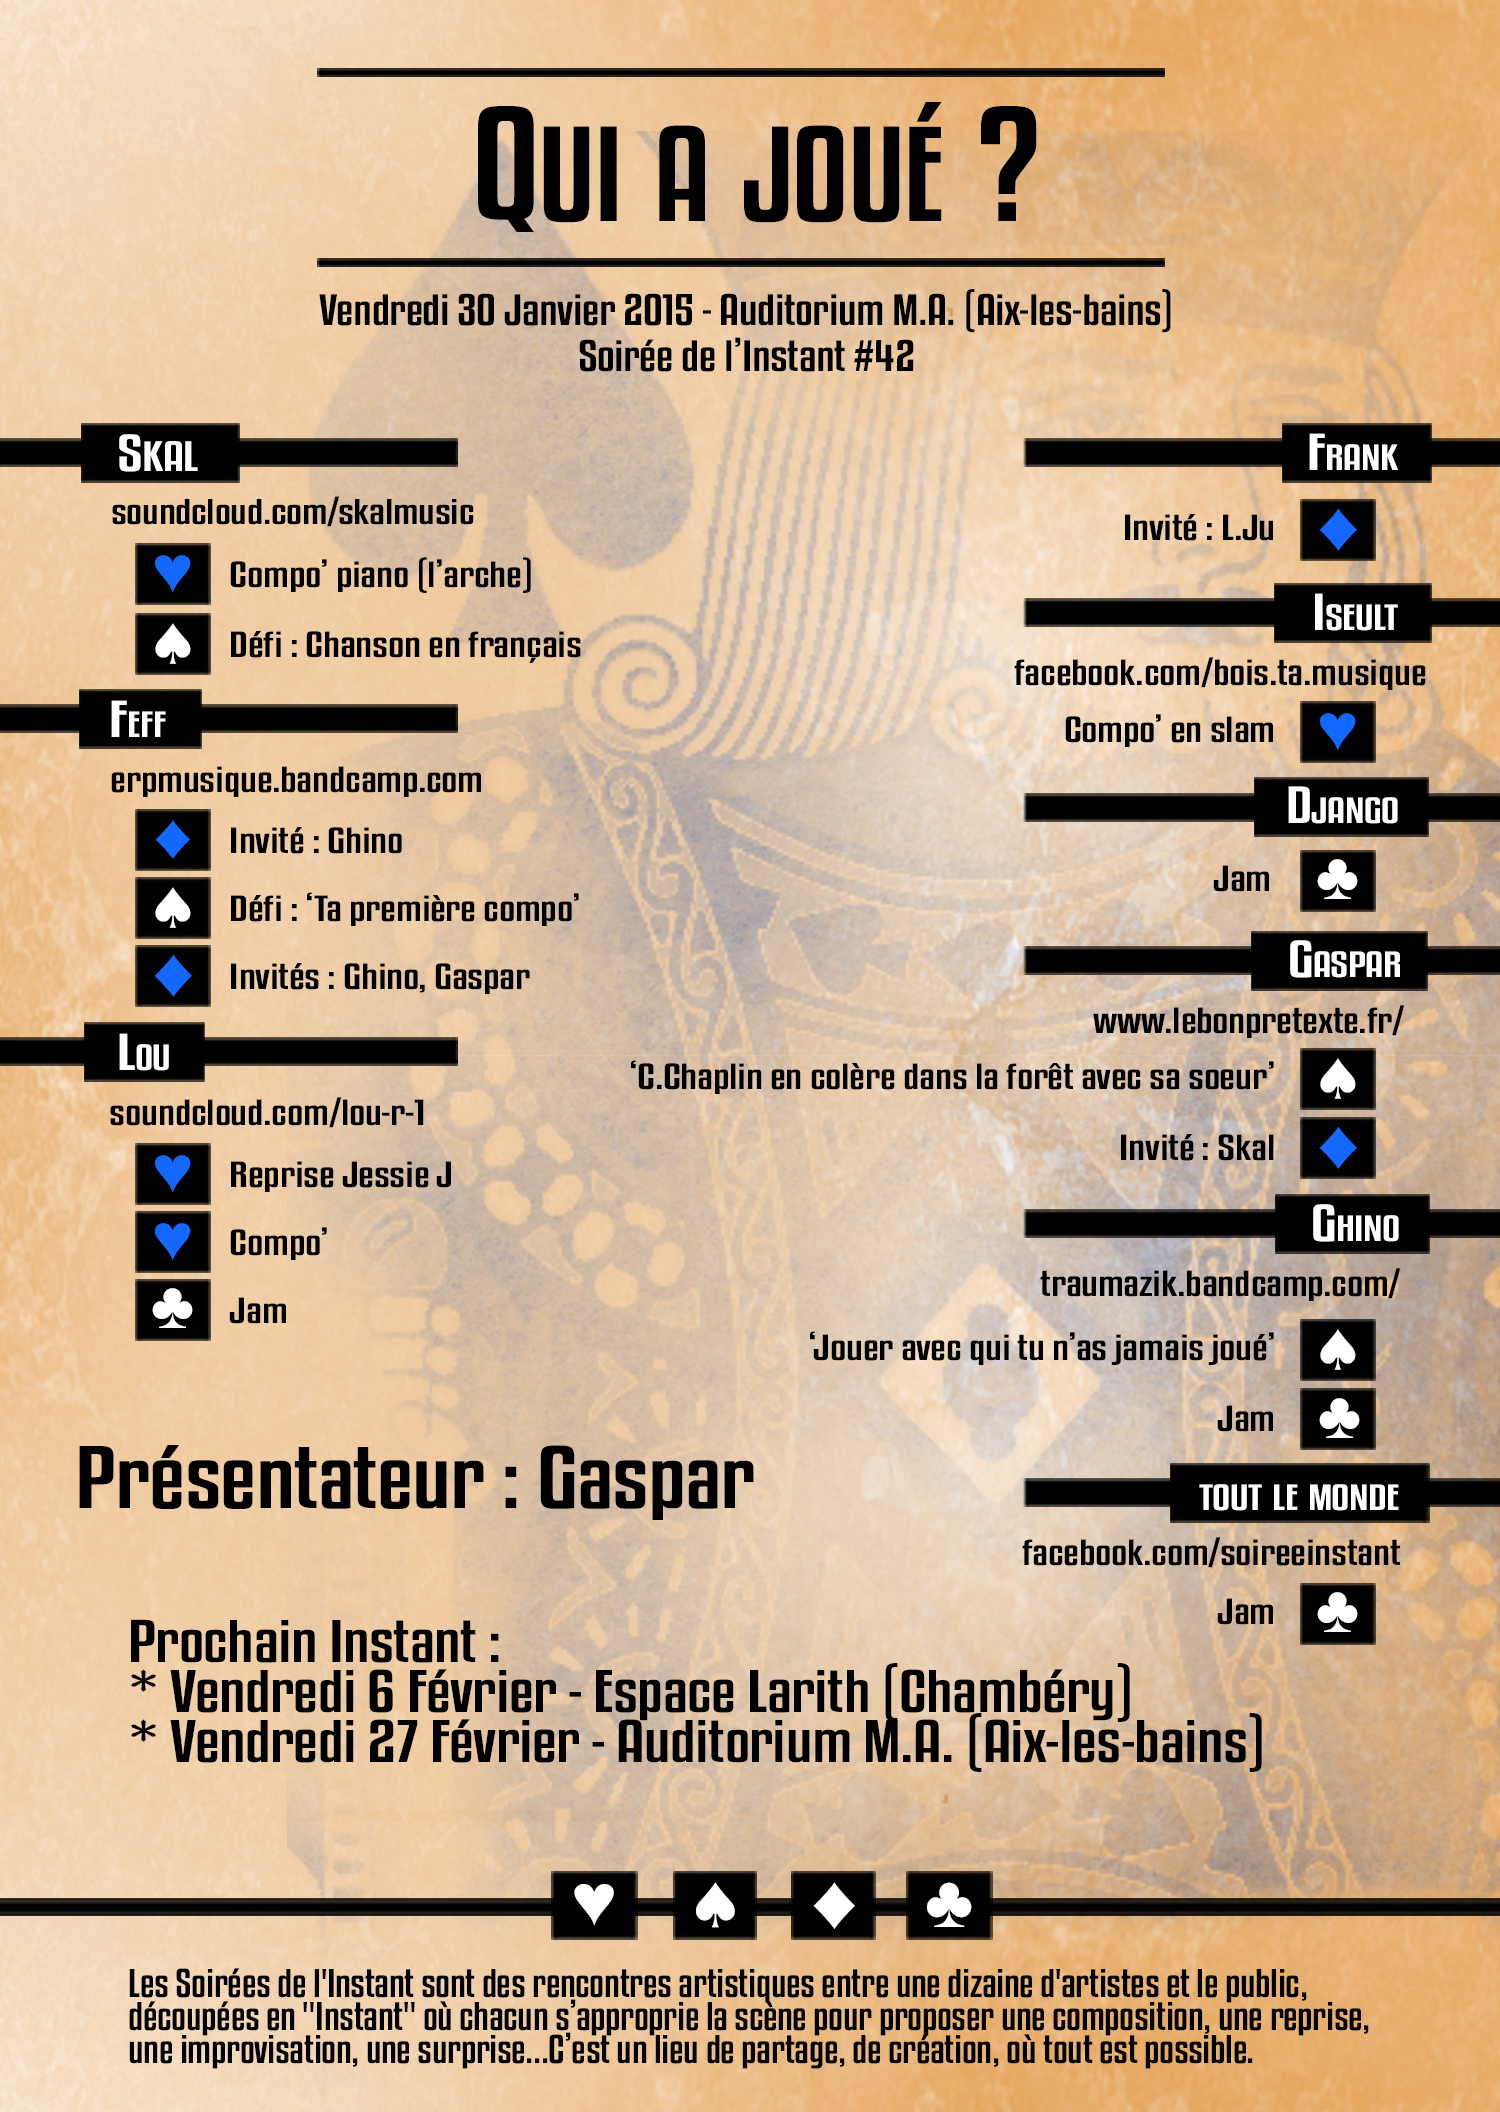 Qui a joué ?
Vendredi 30 Janvier 2015 - Auditorium M.A. (Aix-les-bains)
Soirée de l'Instant #42
Skal
soundcloud.com/skalmusic
Compo' piano (l'arche)
Défi : Chanson en français
Feff
erpmusique.bandcamp.com
Invité : Ghino
Défi : 'Ta première compo'
Invités : Ghino, Gaspar
Lou
soundcloud.com/lou-r-1
Reprise Jessie J
Compo'
Jam
Frank
Invité : L.Ju
Iseult
facebook.com/bois.ta.musique
Compo' en slam
Django
Jam
Gaspar
www.lebonpretexte.fr/
'C.Chaplin en colère dans la forêt avec sa soeur'
Invité : Skal
Ghino
traumazik.bandcamp.com/
'Jouer avec qui tu n'as jamais joué'
Jam
tout le monde
facebook.com/soireeinstant
Jam
Présentateur : Gaspar
Prochain Instant :
* Vendredi 6 Février - Espace Larith (Chambéry)
* Vendredi 27 Février - Auditorium M.A. (Aix-les-bains)
Les Soirées de l'Instant sont des rencontres artistiques entre une dizaine d'artistes et le public,
découpées en "Instant" où chacun s'approprie la scène pour proposer une composition, une reprise,
une improvisation, une surprise...C'est un lieu de partage, de création, où tout est possible.